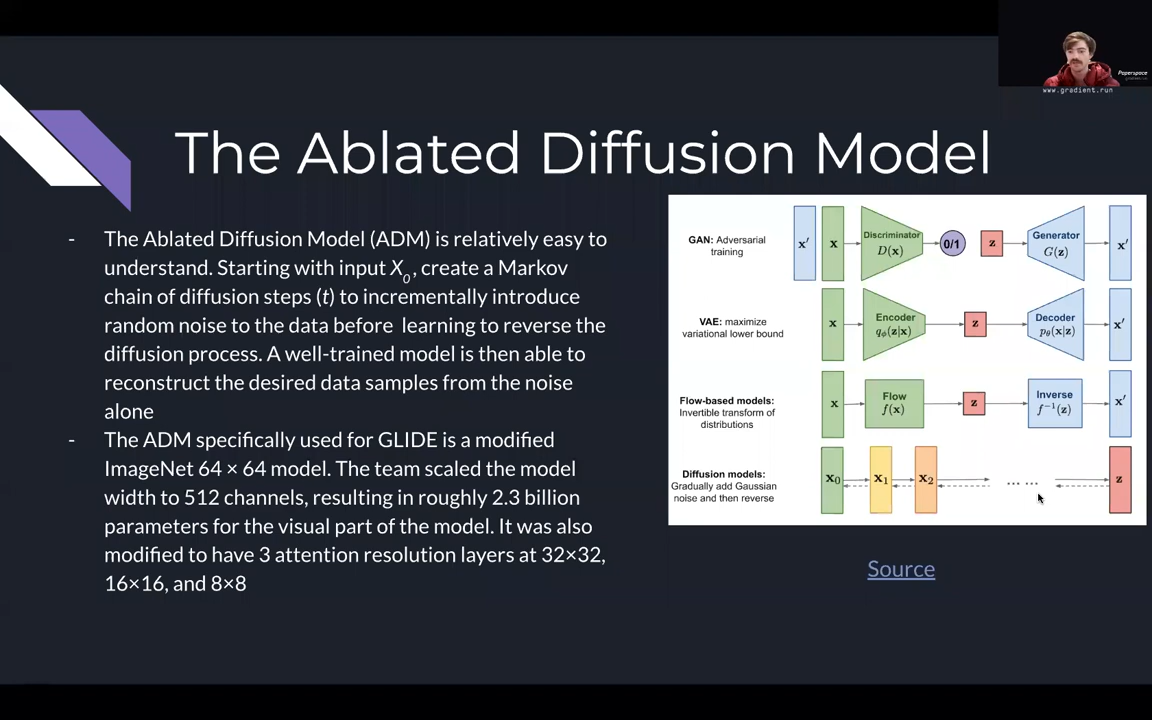 Paperspace
www.gradient.run
The Ablated Diffusion Model
- The Ablated Diffusion Model (ADM) is relatively easy to
understand. Starting with input X₀, create a Markov
chain of diffusion steps (t) to incrementally introduce
random noise to the data before learning to reverse the
diffusion process. A well-trained model is then able to
reconstruct the desired data samples from the noise
alone
- The ADM specifically used for GLIDE is a modified
ImageNet 64 × 64 model. The team scaled the model
width to 512 channels, resulting in roughly 2.3 billion
parameters for the visual part of the model. It was also
modified to have 3 attention resolution layers at 32×32,
16×16, and 8×8
GAN: Adversarial
training
x′ x Discriminator
D(x)
0/1 z Generator
G(z)
x′
VAE: maximize
variational lower bound
x Encoder
qϕ(z|x)
z Decoder
pθ(x|z)
x′
Flow-based models:
Invertible transform of
distributions
x Flow
f(x)
z Inverse
f⁻¹(z)
x′
Diffusion models:
Gradually add Gaussian
noise and then reverse
x₀ x₁ x₂ ... ... z
Source